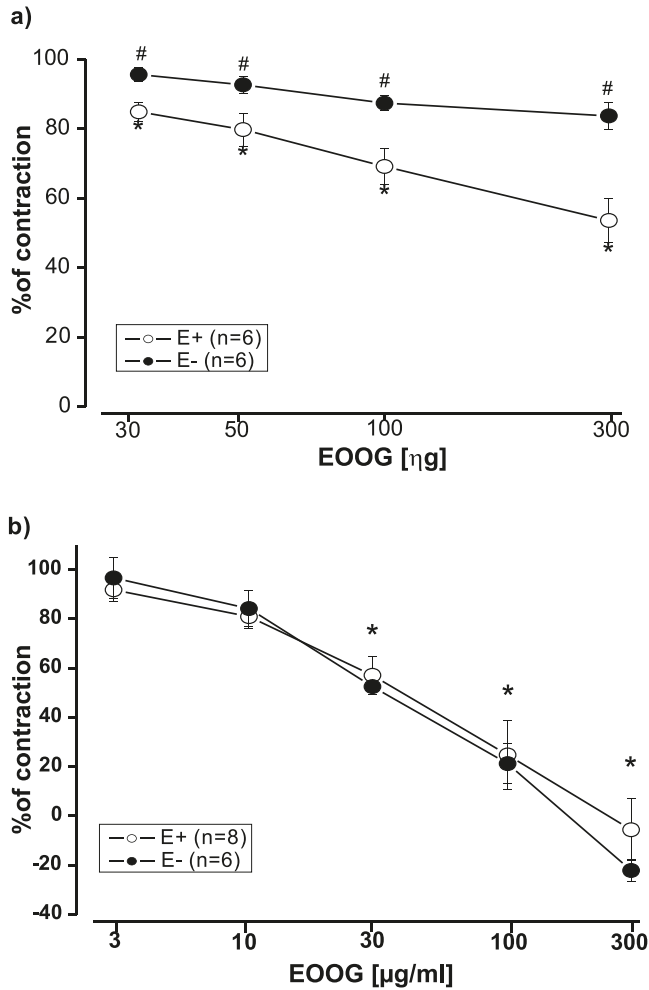 a)
# # # #
100
80
60
40
20
0
* * * *
%of contraction
E+ (n=6)
E- (n=6)
30 50 100 300
EOOG [ηg]
b)
100
80
60
40
20
0
-20
-40
* * *
%of contraction
E+ (n=8)
E- (n=6)
3 10 30 100 300
EOOG [µg/ml]